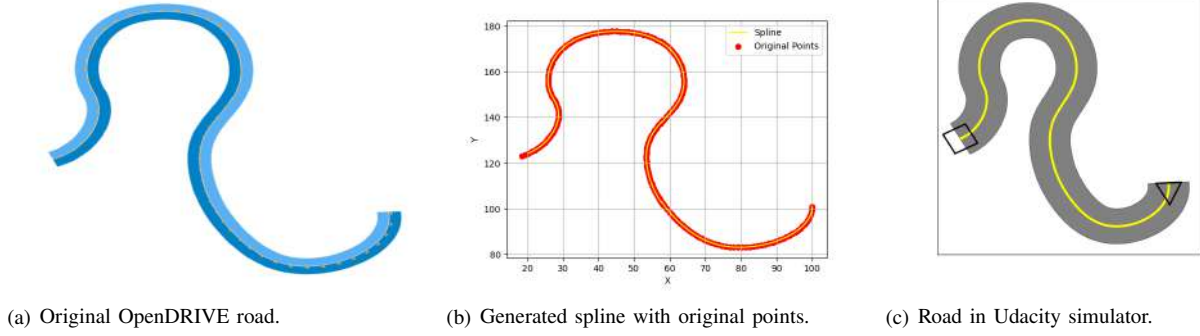 180
160
140
120
100
80
Y
Spline
Original Points
20 30 40 50 60 70 80 90 100
X
(a) Original OpenDRIVE road.
(b) Generated spline with original points.
(c) Road in Udacity simulator.